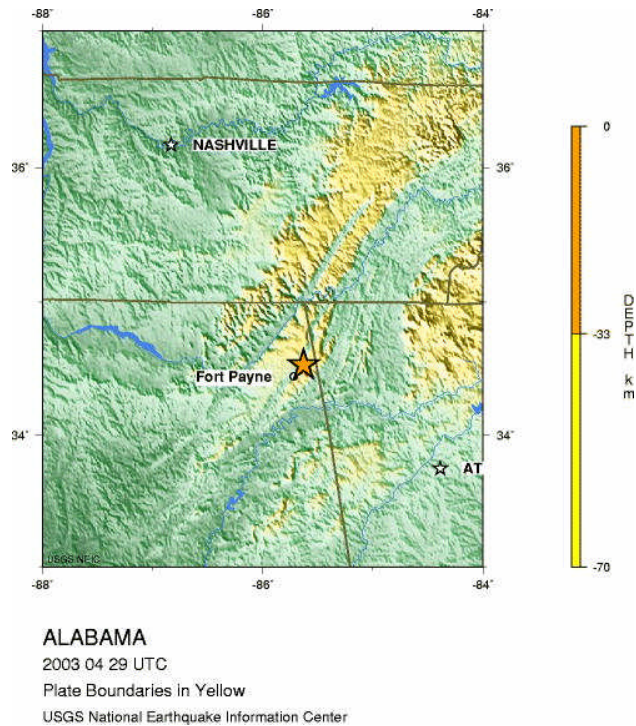 -88° -86° -84°
0
NASHVILLE
36° 36°
DEPTH km
-33
Fort Payne
34° 34°
AT
USGS NEIC
-70
-88° -86° -84°
ALABAMA
2003 04 29 UTC
Plate Boundaries in Yellow
USGS National Earthquake Information Center